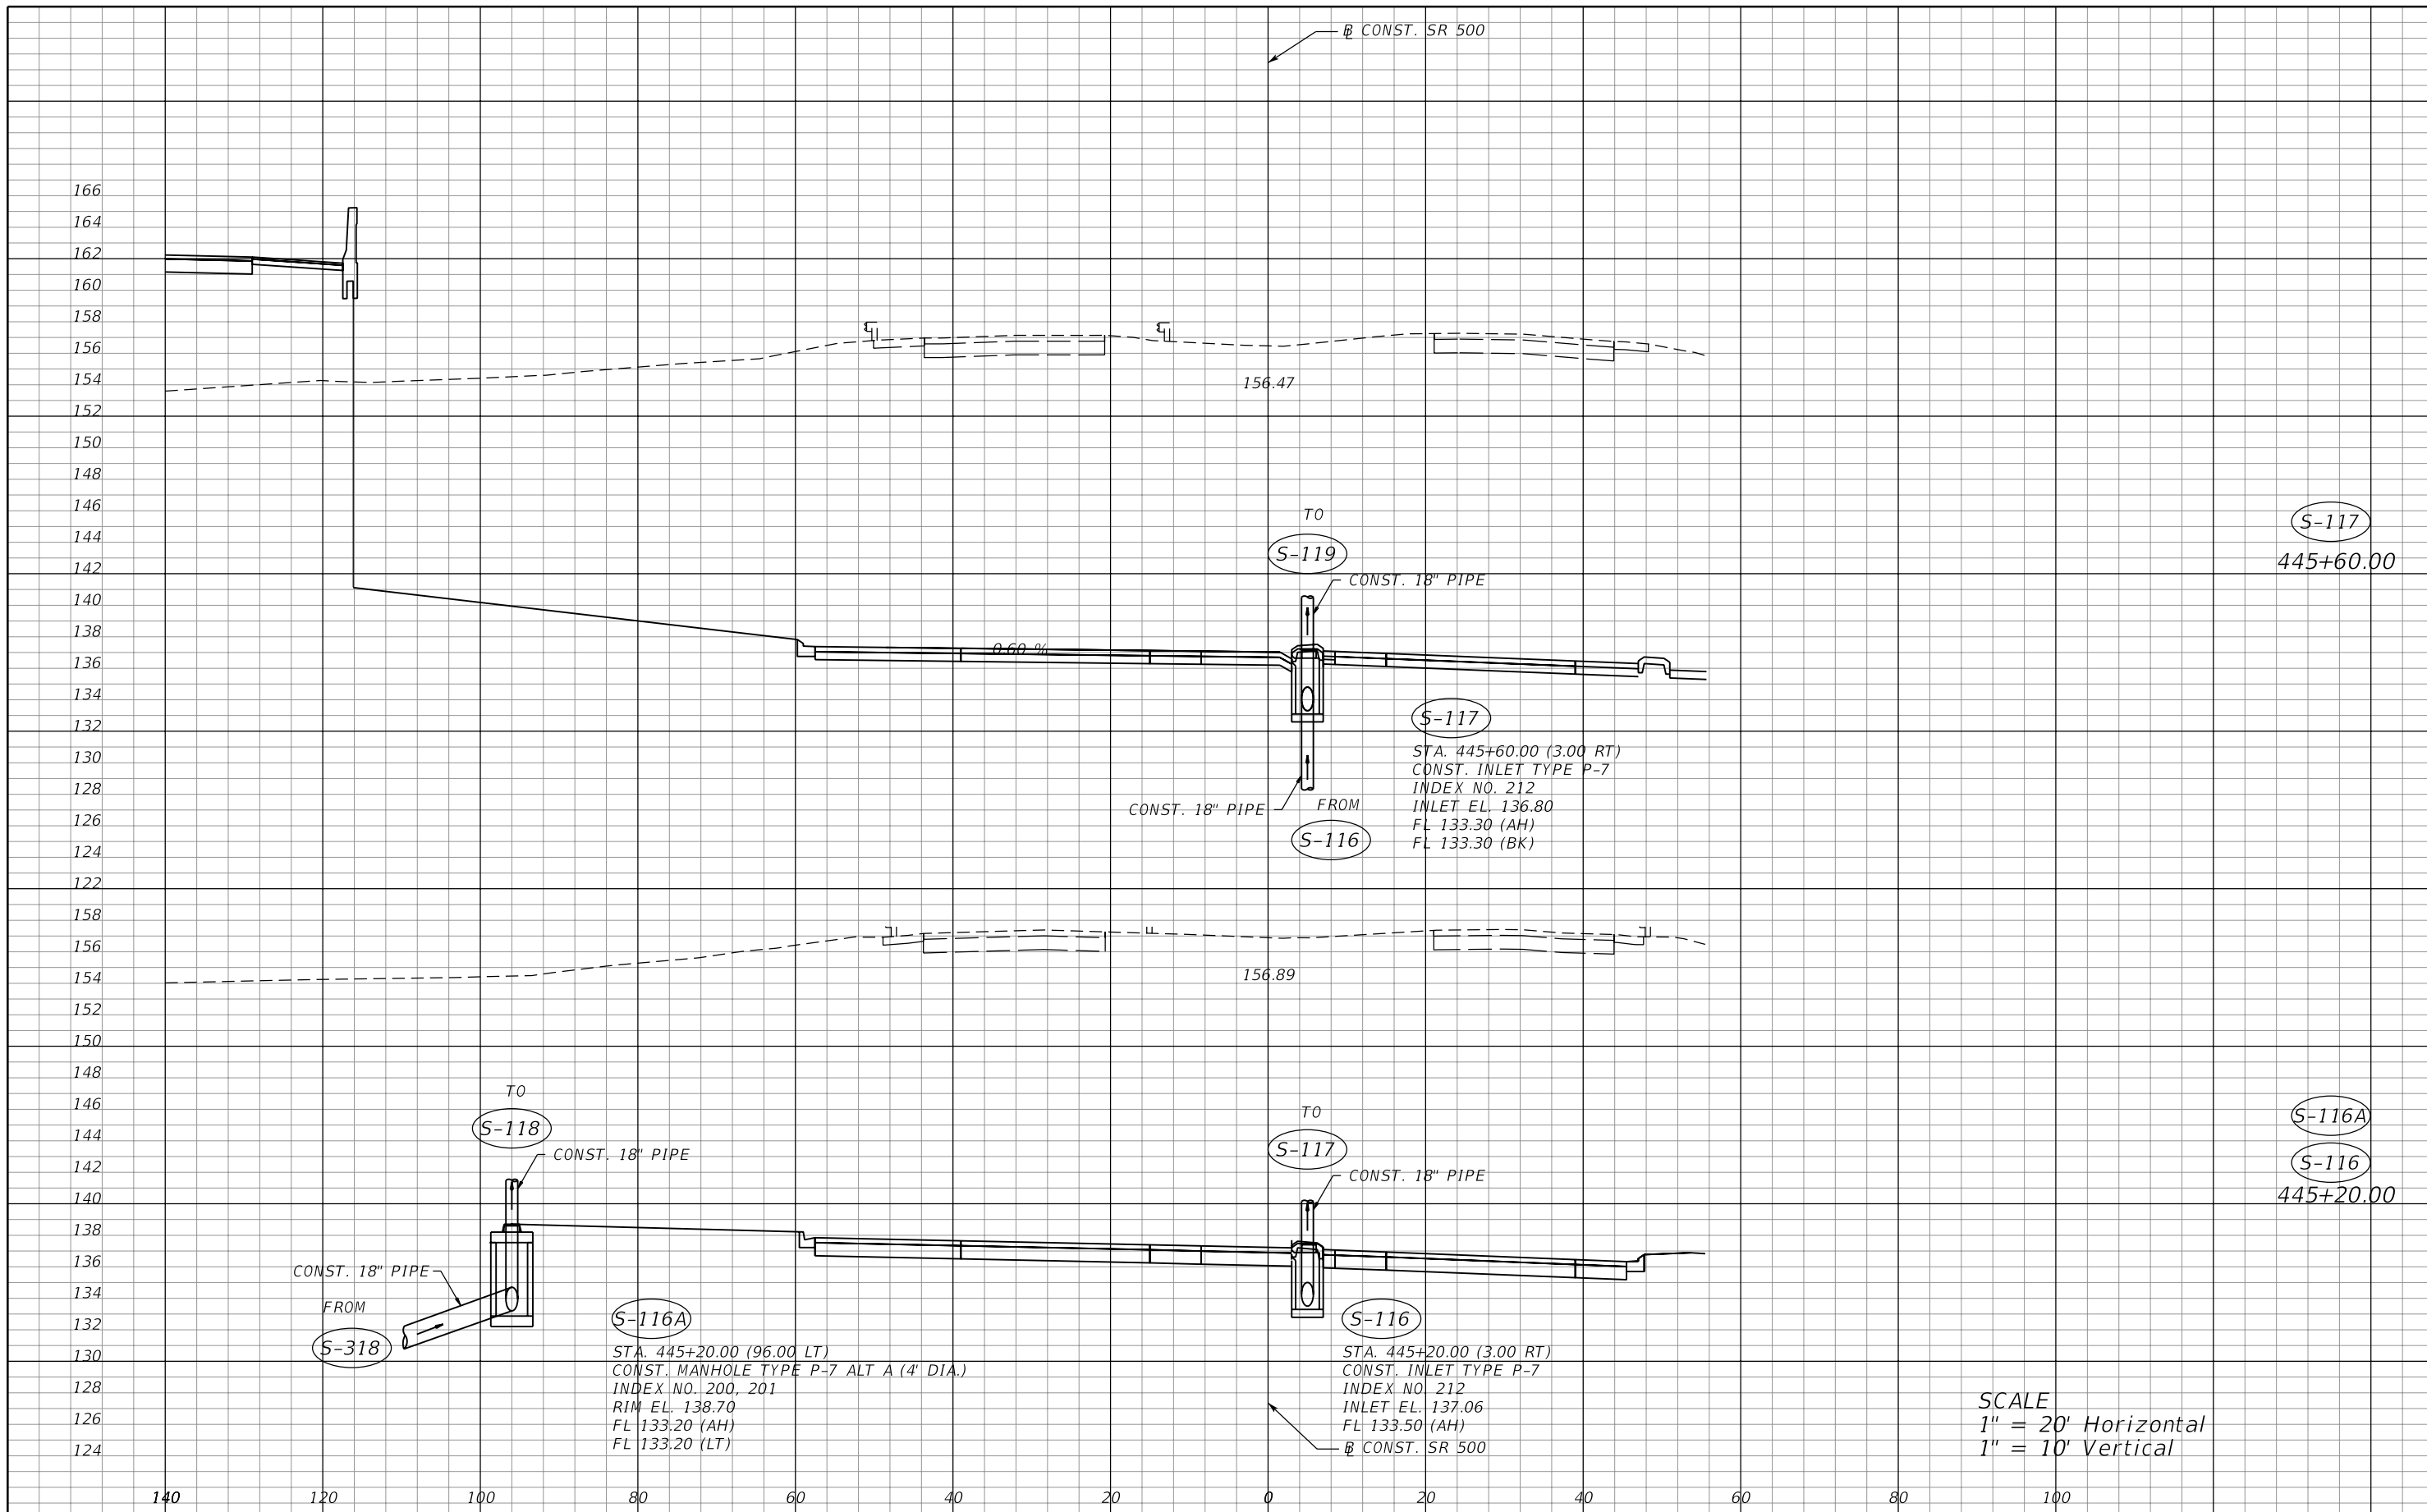 ℄ CONST. SR 500
166
164
162
160
158
156
154
156.47
152
150
148
146
TO
S-117
144
S-119
445+60.00
142
CONST. 18" PIPE
140
138
0.60 %
136
134
S-117
132
STA. 445+60.00 (3.00 RT)
CONST. INLET TYPE P-7
INDEX NO. 212
INLET EL. 136.80
FL 133.30 (AH)
FL 133.30 (BK)
130
128
CONST. 18" PIPE
FROM
126
S-116
124
122
158
156
154
156.89
152
150
148
TO
146
S-118
TO
S-116A
144
S-117
CONST. 18" PIPE
142
CONST. 18" PIPE
S-116
445+20.00
140
138
136
CONST. 18" PIPE
134
FROM
132
S-318
S-116A
STA. 445+20.00 (96.00 LT)
CONST. MANHOLE TYPE P-7 ALT A (4' DIA.)
INDEX NO. 200, 201
RIM EL. 138.70
FL 133.20 (AH)
FL 133.20 (LT)
S-116
STA. 445+20.00 (3.00 RT)
CONST. INLET TYPE P-7
INDEX NO. 212
INLET EL. 137.06
FL 133.50 (AH)
℄ CONST. SR 500
130
128
126
124
SCALE
1" = 20' Horizontal
1" = 10' Vertical
140 120 100 80 60 40 20 0 20 40 60 80 100